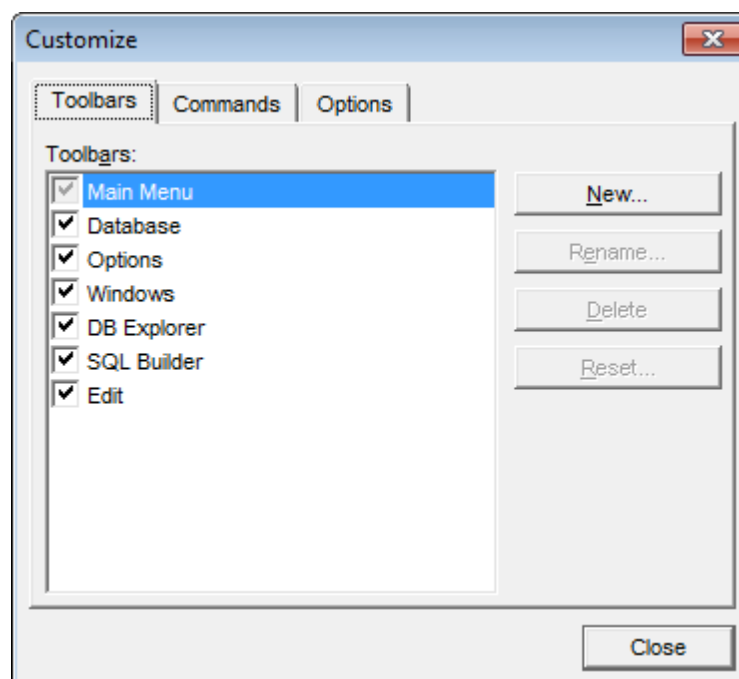 Customize
Toolbars Commands Options
Toolbars:
Main Menu
Database
Options
Windows
DB Explorer
SQL Builder
Edit
New...
Rename...
Delete
Reset...
Close